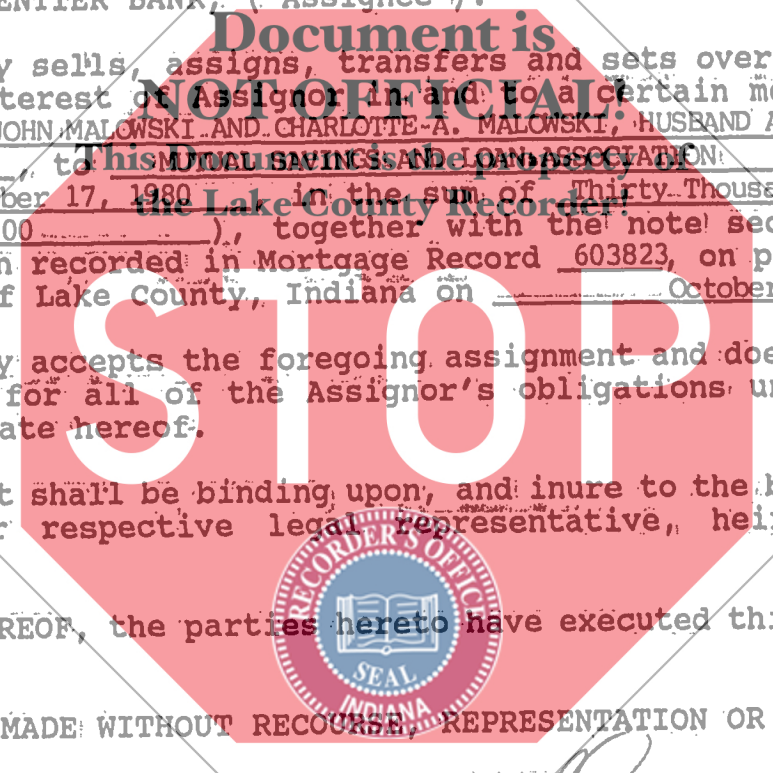 ENTIER BANK, ("Assignee").
Document is
y sells, assigns, transfers and sets over
NOT OFFICIAL!
terest of Assignor in and to a certain m
JOHN MALOWSKI AND CHARLOTTE A. MALOWSKI, HUSBAND A
This Document is the property of
, to MUTUAL SAVINGS AND LOAN ASSOCIATION
ber 17, 1980 in the sum of Thirty Thousa
the Lake County Recorder!
00 ), together with the note sec
n recorded in Mortgage Record 603823, on p
f Lake County, Indiana on October
STOP
y accepts the foregoing assignment and doe
for all of the Assignor's obligations u
ate hereof.
t shall be binding upon, and inure to the b
r respective legal representative, hei
RECORDER'S OFFICE
SEAL
INDIANA
REOF, the parties hereto have executed thi
MADE WITHOUT RECOURSE, REPRESENTATION OR